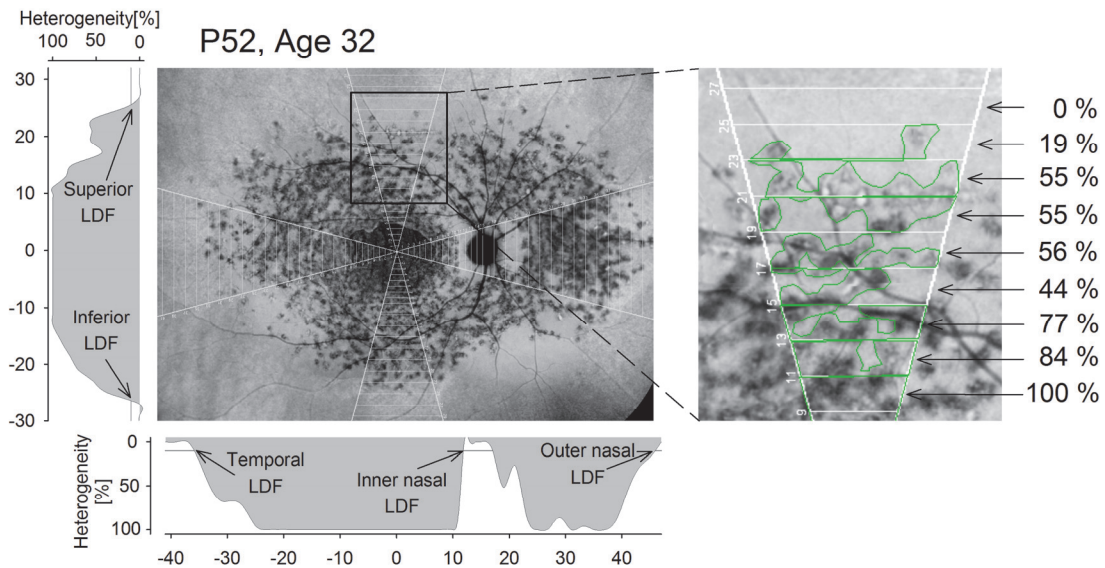 Heterogeneity[%]
100 50 0
P52, Age 32
30
20
10
0
-10
-20
-30
Superior
LDF
Inferior
LDF
27
25
23
21
19
17
15
13
11
9
0 %
19 %
55 %
55 %
56 %
44 %
77 %
84 %
100 %
Heterogeneity
[%]
0
50
100
Temporal
LDF
Inner nasal
LDF
Outer nasal
LDF
-40 -30 -20 -10 0 10 20 30 40